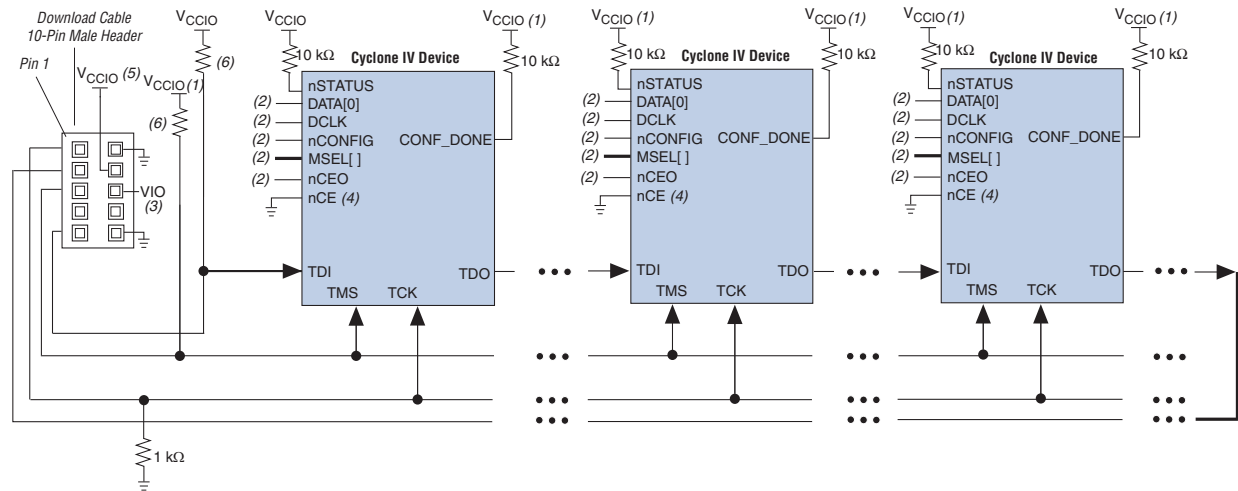 Download Cable
10-Pin Male Header
Pin 1
VCCIO (5)
VCCIO(1)
(6)
VCCIO
(6)
VIO
(3)
1 kΩ
VCCIO
10 kΩ
VCCIO (1)
10 kΩ
Cyclone IV Device
nSTATUS
(2) DATA[0]
(2) DCLK
(2) nCONFIG CONF_DONE
(2) MSEL[ ]
(2) nCEO
nCE (4)
TDI TDO
TMS TCK
VCCIO(1)
10 kΩ
VCCIO (1)
10 kΩ
Cyclone IV Device
nSTATUS
(2) DATA[0]
(2) DCLK
(2) nCONFIG CONF_DONE
(2) MSEL[ ]
(2) nCEO
nCE (4)
TDI TDO
TMS TCK
VCCIO(1)
10 kΩ
VCCIO (1)
10 kΩ
Cyclone IV Device
nSTATUS
(2) DATA[0]
(2) DCLK
(2) nCONFIG CONF_DONE
(2) MSEL[ ]
(2) nCEO
nCE (4)
TDI TDO
TMS TCK